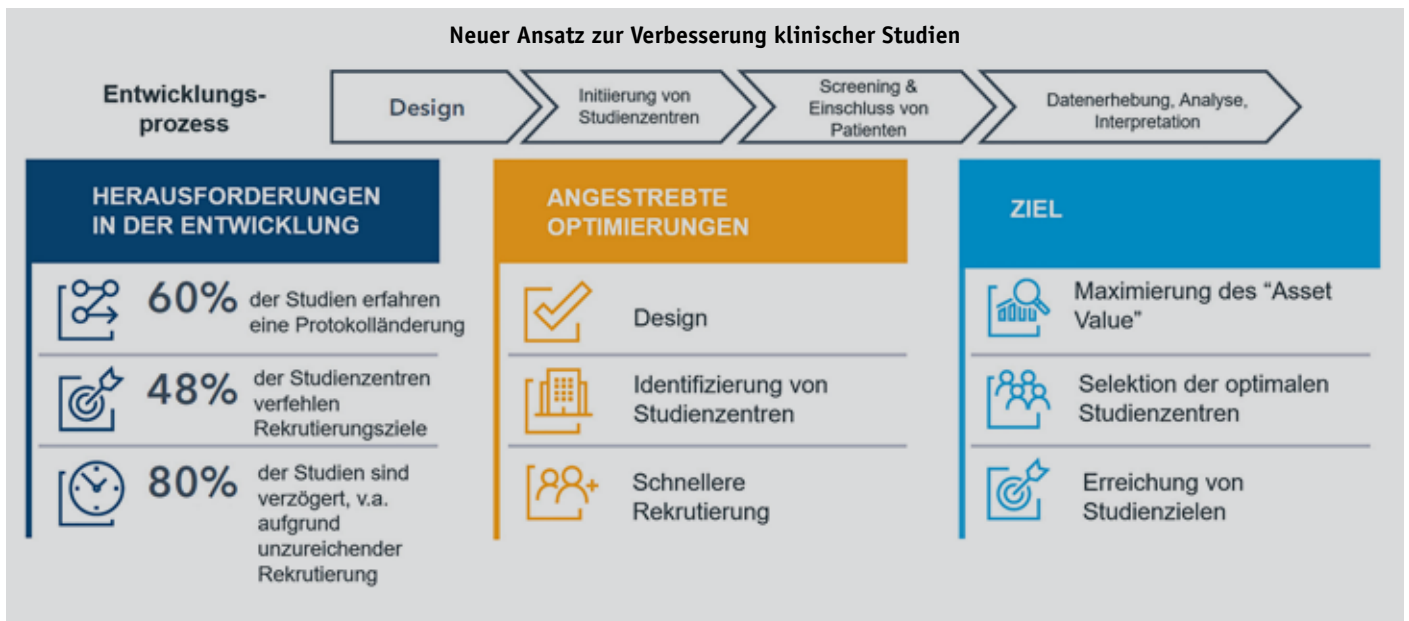 Neuer Ansatz zur Verbesserung klinischer Studien
Entwicklungs-
prozess
Design
Initiierung von
Studienzentren
Screening &
Einschluss von
Patienten
Datenerhebung, Analyse,
Interpretation
HERAUSFORDERUNGEN
IN DER ENTWICKLUNG
60% der Studien erfahren
eine Protokolländerung
48% der Studienzentren
verfehlen
Rekrutierungsziele
80% der Studien sind
verzögert, v.a.
aufgrund
unzureichender
Rekrutierung
ANGESTREBTE
OPTIMIERUNGEN
Design
Identifizierung von
Studienzentren
Schnellere
Rekrutierung
ZIEL
Maximierung des “Asset
Value”
Selektion der optimalen
Studienzentren
Erreichung von
Studienzielen